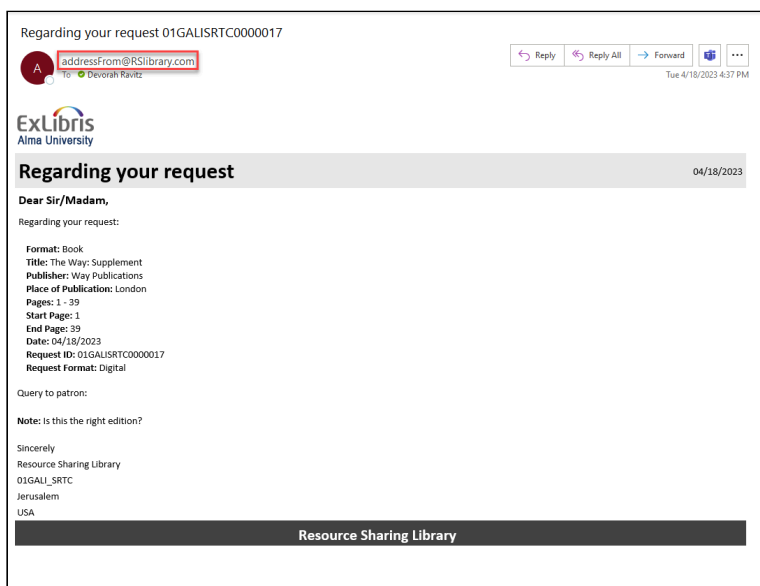 Regarding your request 01GALISRTC0000017
A
addressFrom@RSlibrary.com
To Devorah Ravitz
Reply
Reply All
Forward
Tue 4/18/2023 4:37 PM
ExLibris
Alma University
Regarding your request
04/18/2023
Dear Sir/Madam,
Regarding your request:
Format: Book
Title: The Way: Supplement
Publisher: Way Publications
Place of Publication: London
Pages: 1 - 39
Start Page: 1
End Page: 39
Date: 04/18/2023
Request ID: 01GALISRTC0000017
Request Format: Digital
Query to patron:
Note: Is this the right edition?
Sincerely
Resource Sharing Library
01GALI_SRTC
Jerusalem
USA
Resource Sharing Library